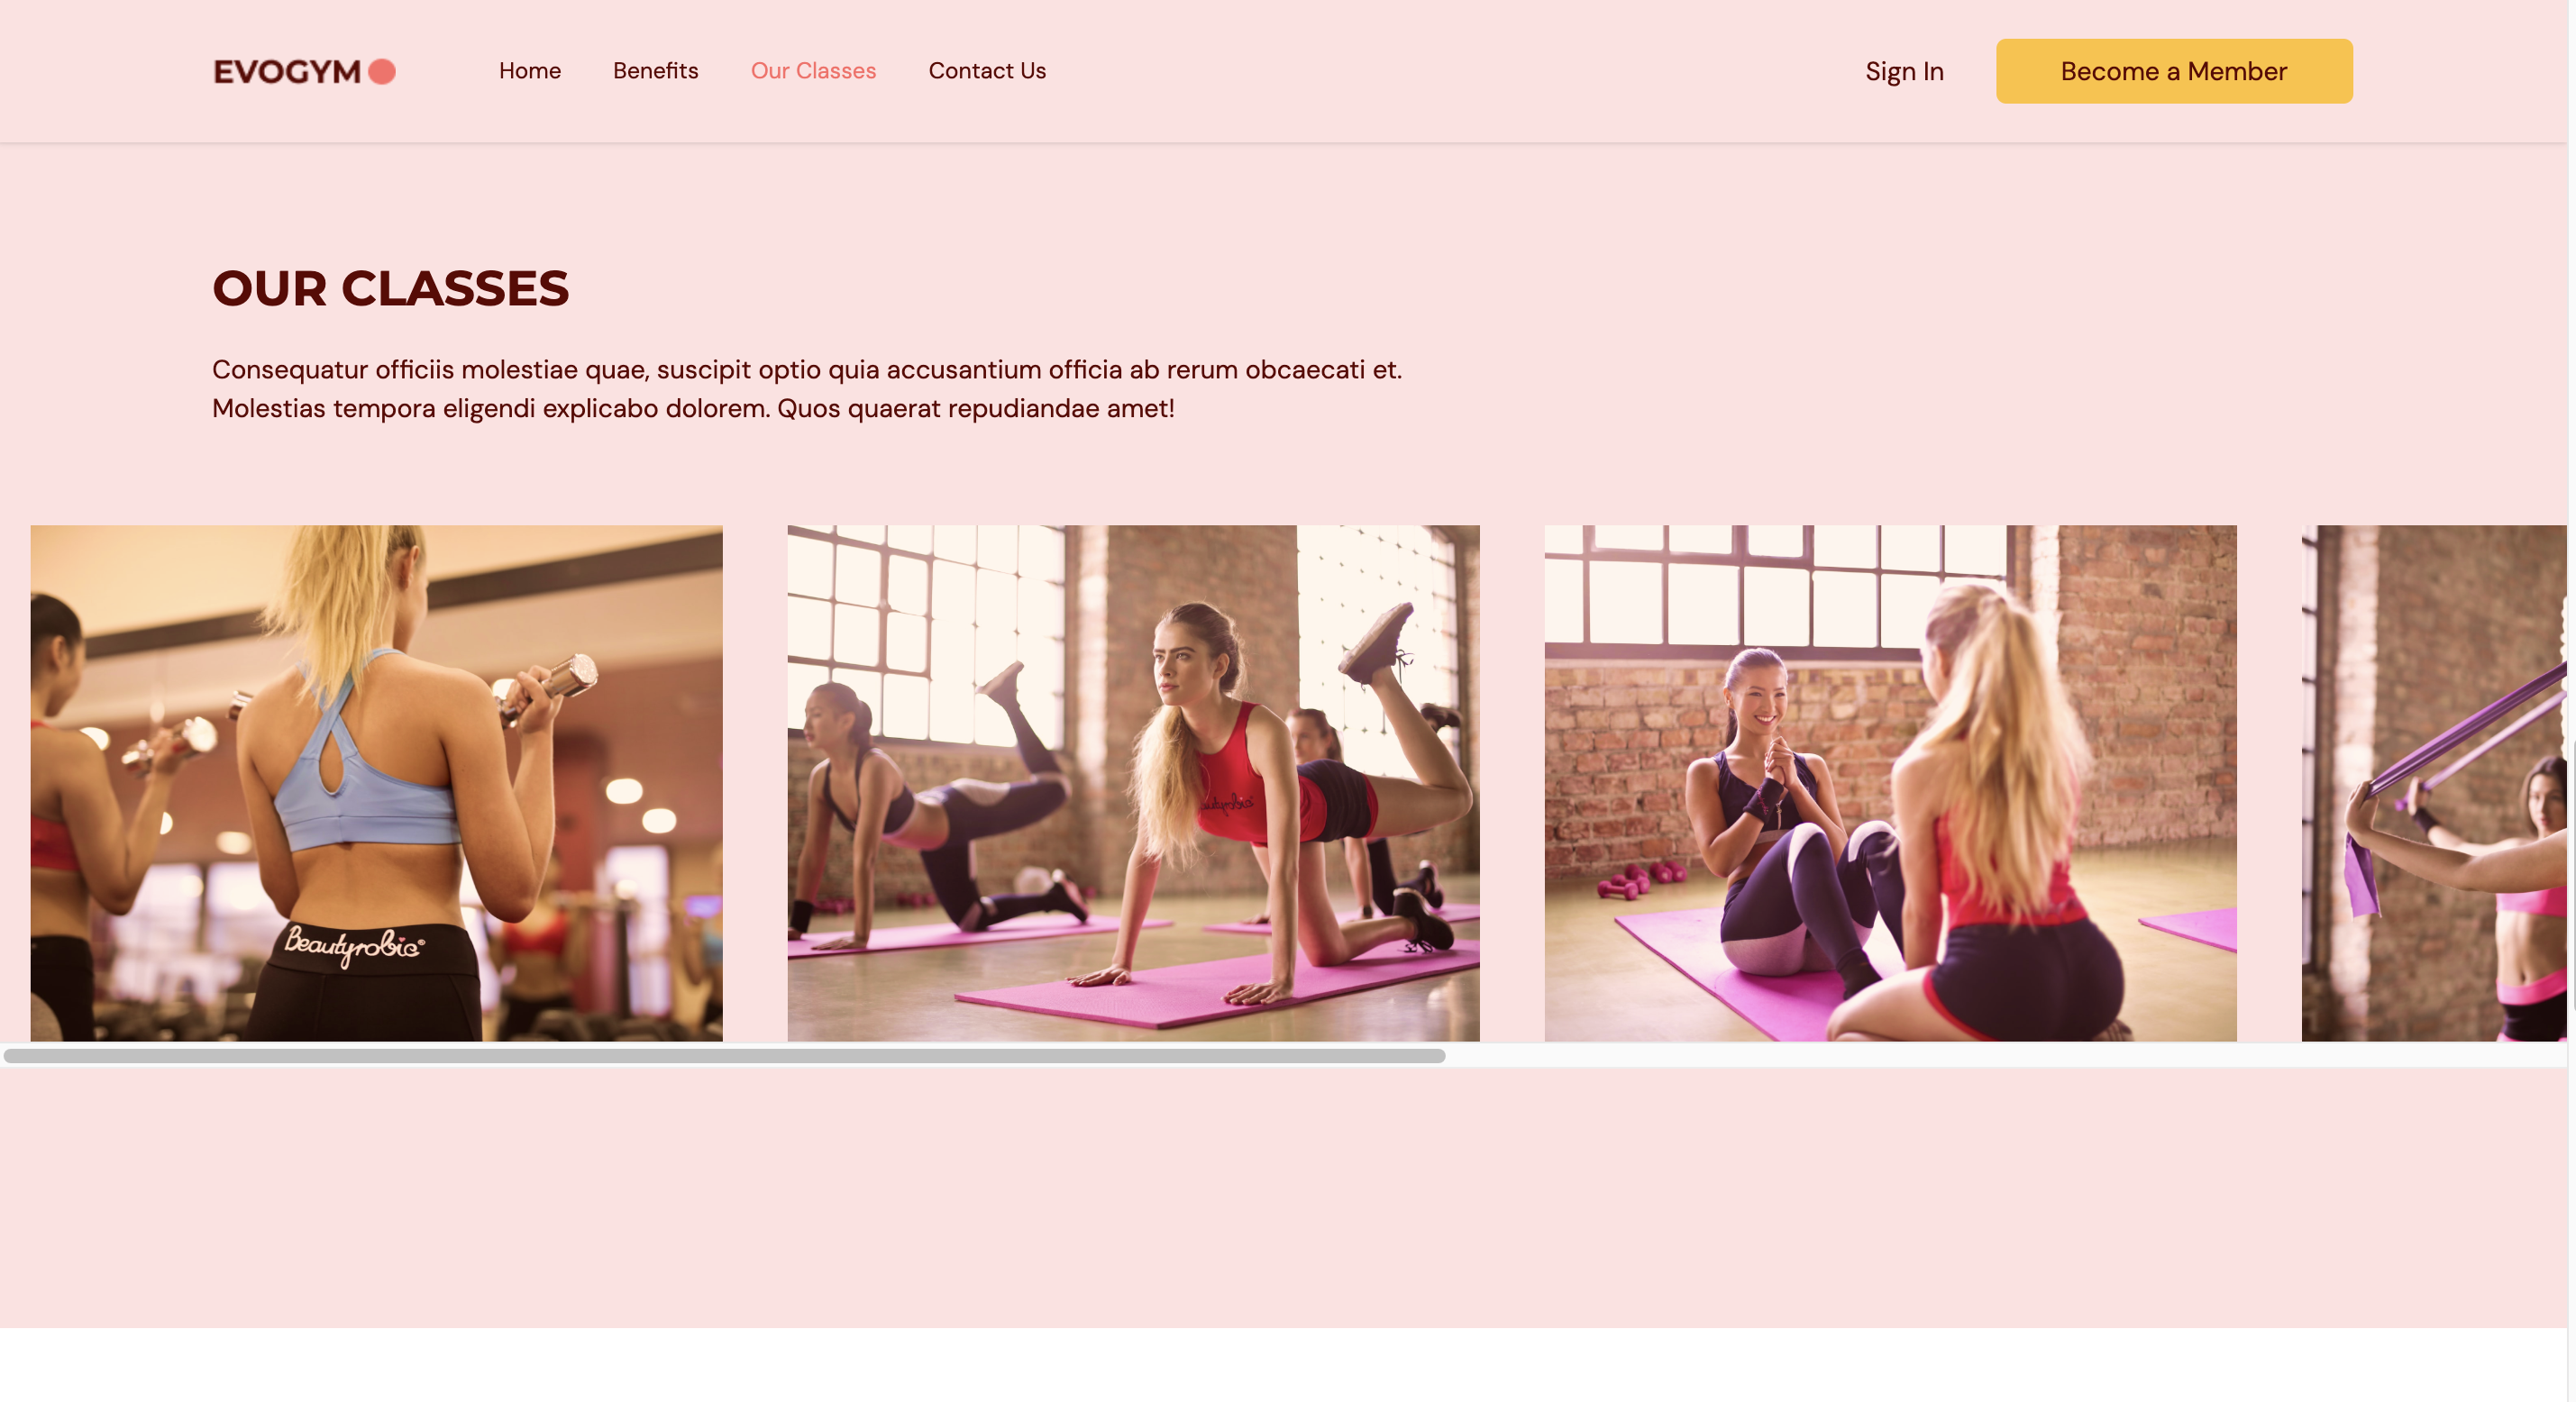 EVOGYM
Home
Benefits
Our Classes
Contact Us
Sign In
Become a Member
OUR CLASSES
Consequatur officiis molestiae quae, suscipit optio quia accusantium officia ab rerum obcaecati et.
Molestias tempora eligendi explicabo dolorem. Quos quaerat repudiandae amet!
Beautyrobic®